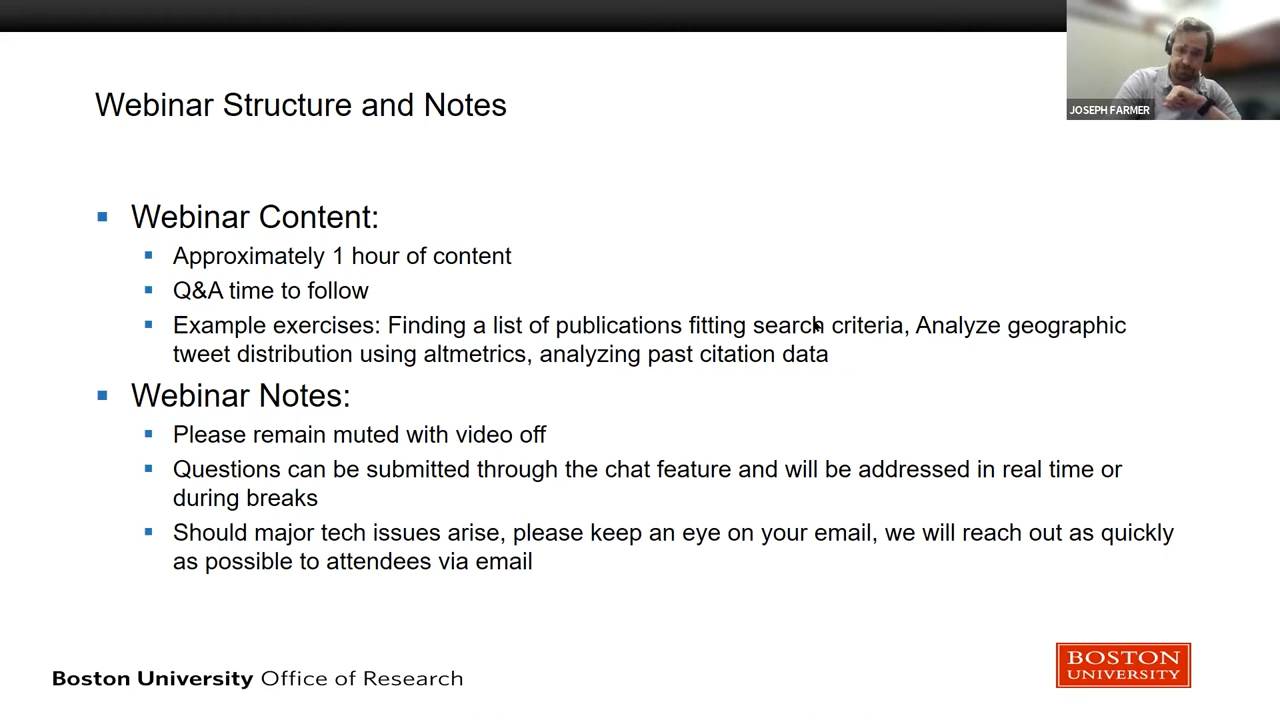 JOSEPH FARMER
Webinar Structure and Notes
Webinar Content:
Approximately 1 hour of content
Q&A time to follow
Example exercises: Finding a list of publications fitting search criteria, Analyze geographic
tweet distribution using altmetrics, analyzing past citation data
Webinar Notes:
Please remain muted with video off
Questions can be submitted through the chat feature and will be addressed in real time or
during breaks
Should major tech issues arise, please keep an eye on your email, we will reach out as quickly
as possible to attendees via email
Boston University Office of Research
BOSTON
UNIVERSITY